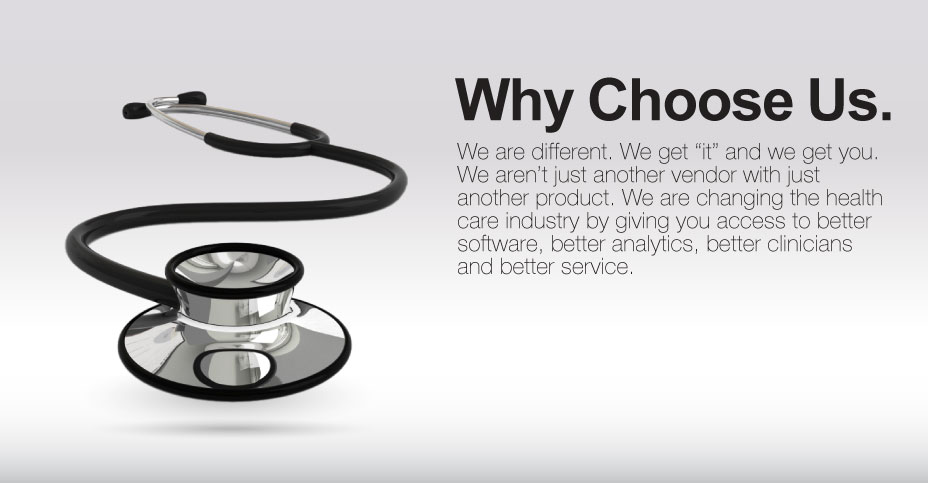 Why Choose Us.
We are different. We get “it” and we get you.
We aren’t just another vendor with just
another product. We are changing the health
care industry by giving you access to better
software, better analytics, better clinicians
and better service.